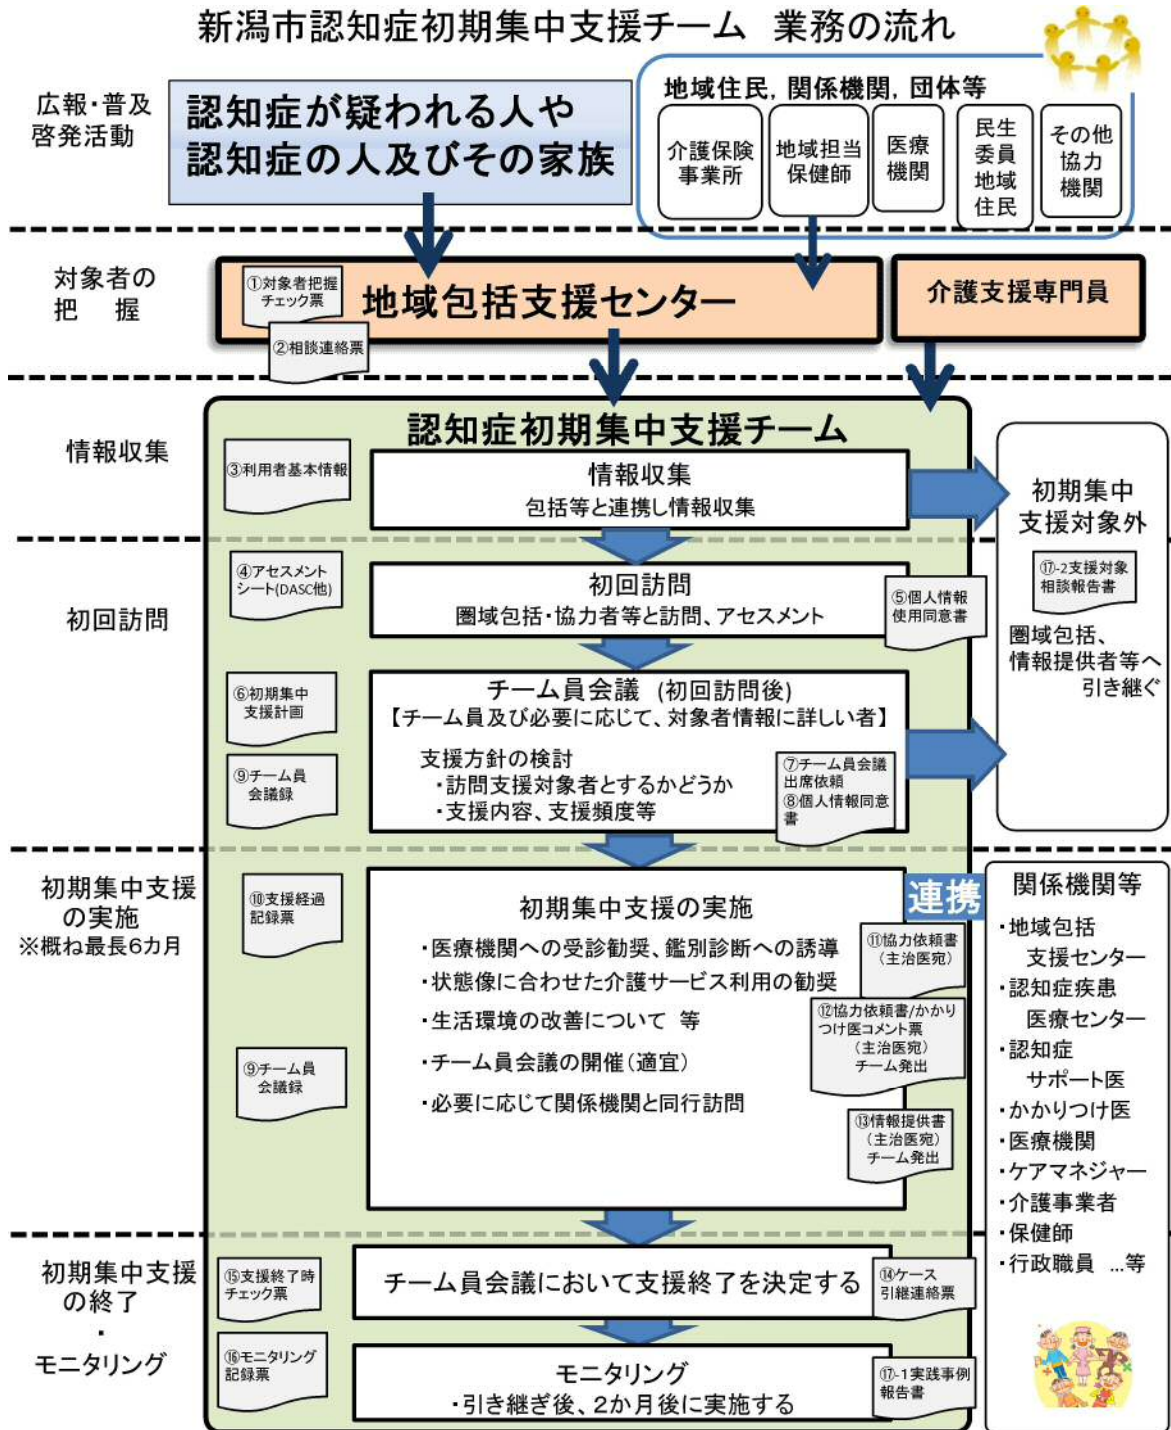 新潟市認知症初期集中支援チーム 業務の流れ
広報・普及
啓発活動
認知症が疑われる人や
認知症の人及びその家族
地域住民，関係機関，団体等
介護保険
事業所
地域担当
保健師
医療
機関
民生
委員
地域
住民
その他
協力
機関
対象者の
把 握
①対象者把握
チェック票
②相談連絡票
地域包括支援センター
介護支援専門員
情報収集
認知症初期集中支援チーム
③利用者基本情報
情報収集
包括等と連携し情報収集
初期集中
支援対象外
⑰-2支援対象
相談報告書
圏域包括、
情報提供者等へ
引き継ぐ
初回訪問
④アセスメント
シート(DASC他)
初回訪問
圏域包括・協力者等と訪問、アセスメント
⑤個人情報
使用同意書
⑥初期集中
支援計画
⑨チーム員
会議録
チーム員会議 (初回訪問後)
【チーム員及び必要に応じて、対象者情報に詳しい者】
支援方針の検討
・訪問支援対象者とするかどうか
・支援内容、支援頻度等
⑦チーム員会議
出席依頼
⑧個人情報同意
書
初期集中支援
の実施
※概ね最長6カ月
⑩支援経過
記録票
⑨チーム員
会議録
初期集中支援の実施
・医療機関への受診勧奨、鑑別診断への誘導
・状態像に合わせた介護サービス利用の勧奨
・生活環境の改善について 等
・チーム員会議の開催(適宜)
・必要に応じて関係機関と同行訪問
連携
⑪協力依頼書
（主治医宛）
⑫協力依頼書/かかり
つけ医コメント票
（主治医宛）
チーム発出
⑬情報提供書
（主治医宛）
チーム発出
関係機関等
・地域包括
支援センター
・認知症疾患
医療センター
・認知症
サポート医
・かかりつけ医
・医療機関
・ケアマネジャー
・介護事業者
・保健師
・行政職員 …等
初期集中支援
の終了
・
モニタリング
⑮支援終了時
チェック票
チーム員会議において支援終了を決定する
⑭ケース
引継連絡票
⑯モニタリング
記録票
モニタリング
・引き継ぎ後、2か月後に実施する
⑰-1実践事例
報告書